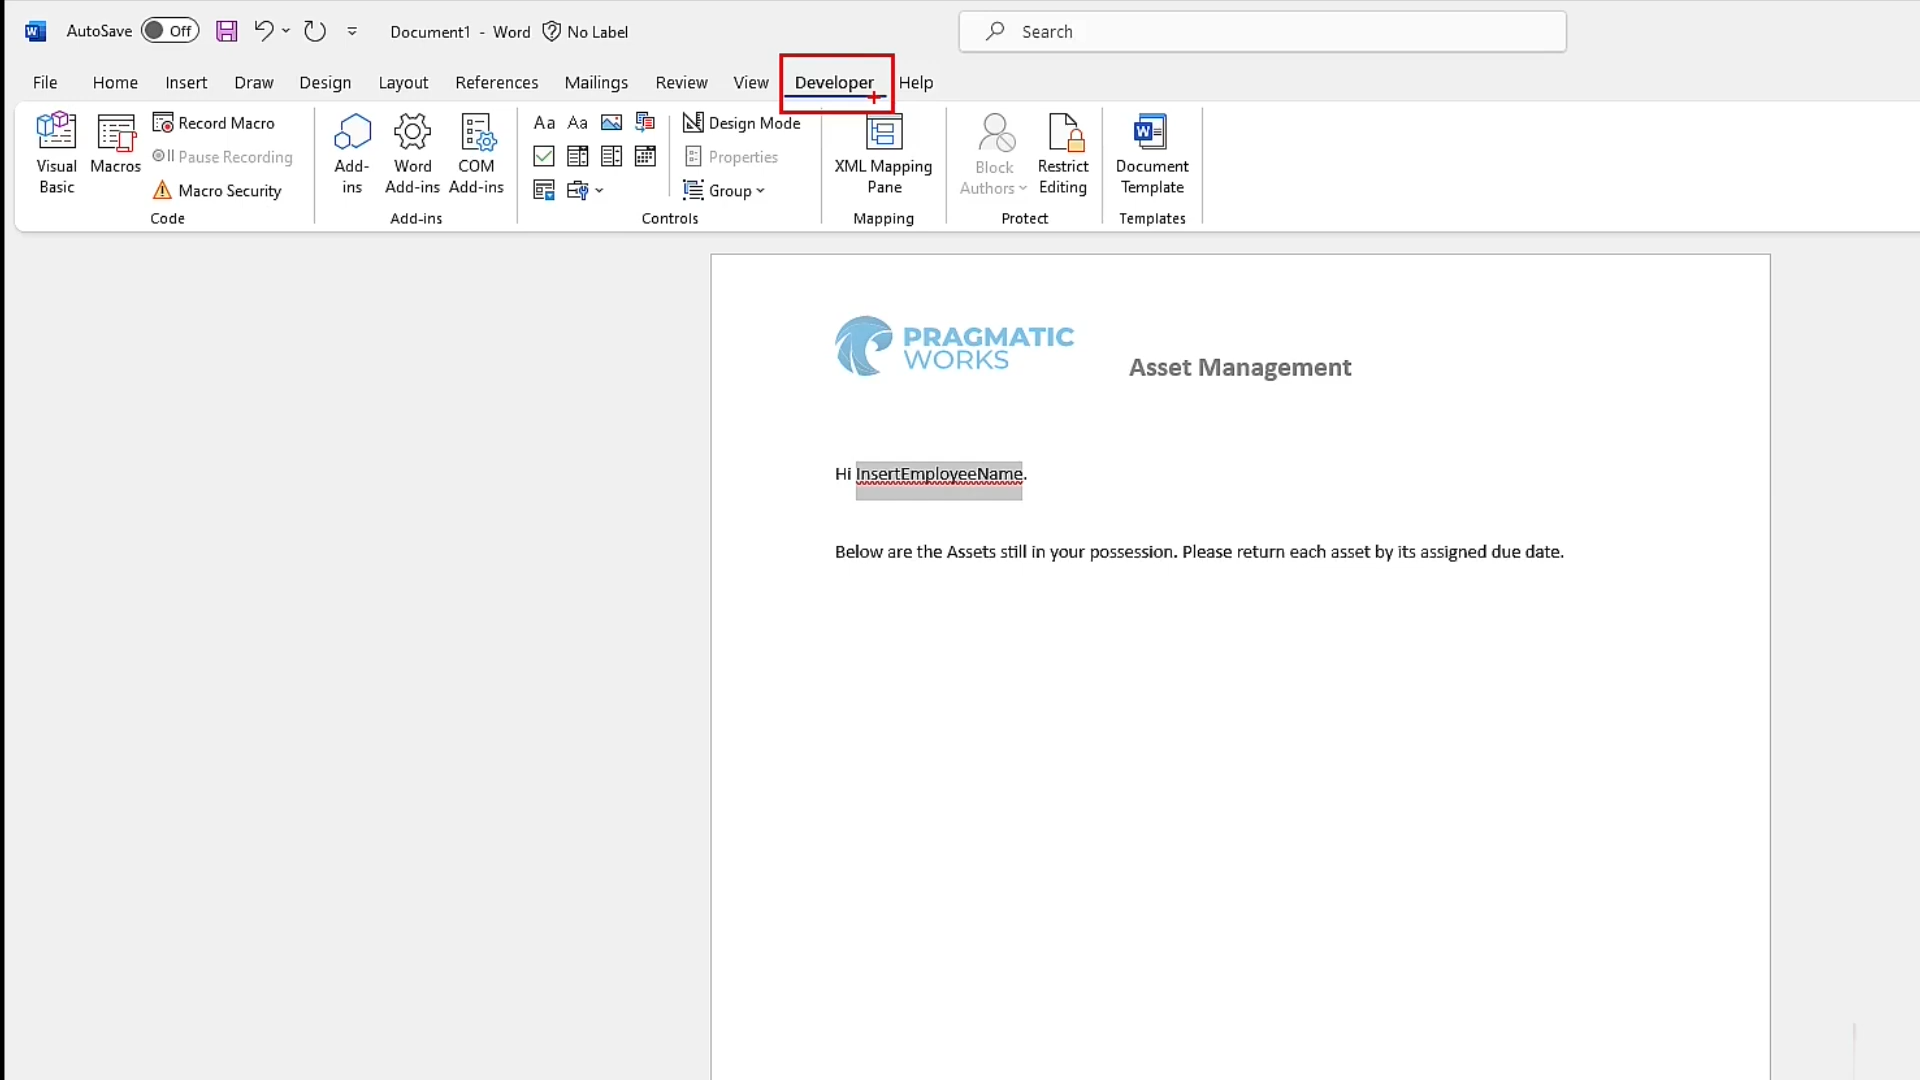 AutoSave Off Document1 - Word No Label Search
File Home Insert Draw Design Layout References Mailings Review View Developer Help
Visual Basic
Macros
Record Macro
Pause Recording
Macro Security
Code
Add-ins
Word Add-ins
COM Add-ins
Add-ins
Aa Aa
Design Mode
Properties
Group
Controls
XML Mapping Pane
Mapping
Block Authors
Restrict Editing
Protect
Document Template
Templates
PRAGMATIC
WORKS
Asset Management
Hi InsertEmployeeName.
Below are the Assets still in your possession. Please return each asset by its assigned due date.